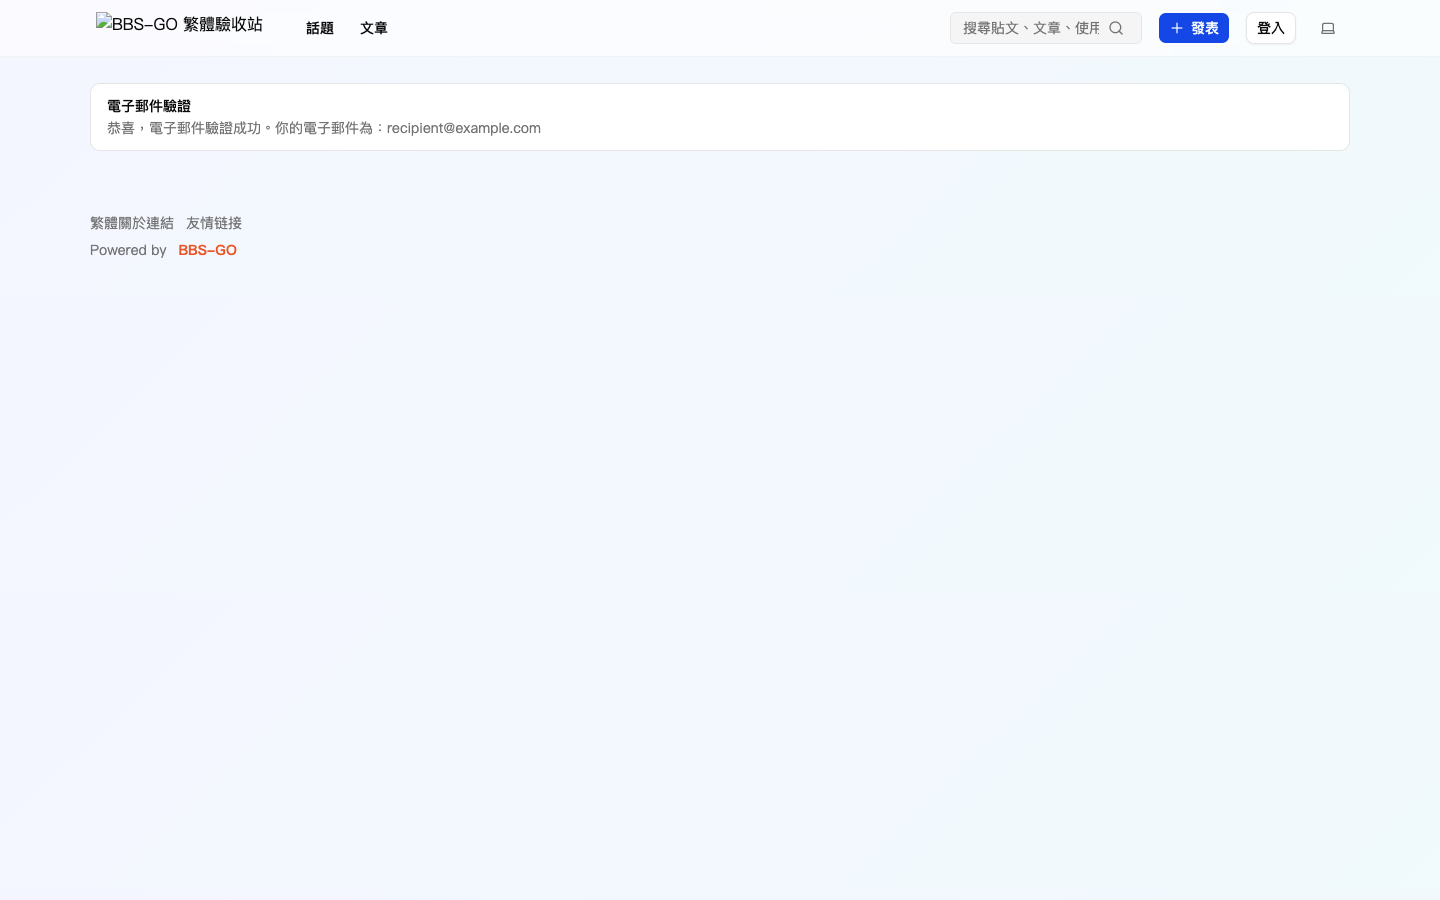 BBS-GO 繁體驗收站 話題 文章 搜尋貼文、文章、使用 發表 登入
電子郵件驗證
恭喜，電子郵件驗證成功。你的電子郵件為：recipient@example.com
繁體關於連結 友情链接
Powered by BBS-GO